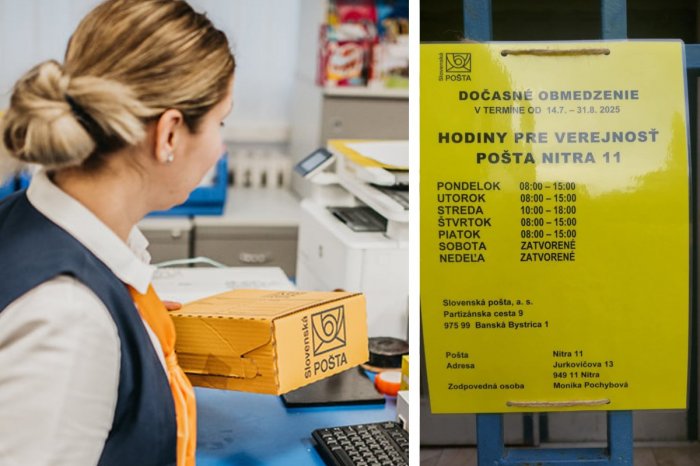 Slovenská
POŠTA
Slovenská
POŠTA
DOČASNÉ OBMEDZENIE
V TERMÍNE OD 14.7. – 31.8. 2025
HODINY PRE VEREJNOSŤ
POŠTA NITRA 11
PONDELOK 08:00 – 15:00
UTOROK 08:00 – 15:00
STREDA 10:00 – 18:00
ŠTVRTOK 08:00 – 15:00
PIATOK 08:00 – 15:00
SOBOTA ZATVORENÉ
NEDEĽA ZATVORENÉ
Slovenská pošta, a. s.
Partizánska cesta 9
975 99 Banská Bystrica 1
Pošta Nitra 11
Adresa Jurkovičova 13
949 11 Nitra
Zodpovedná osoba Monika Pochybová